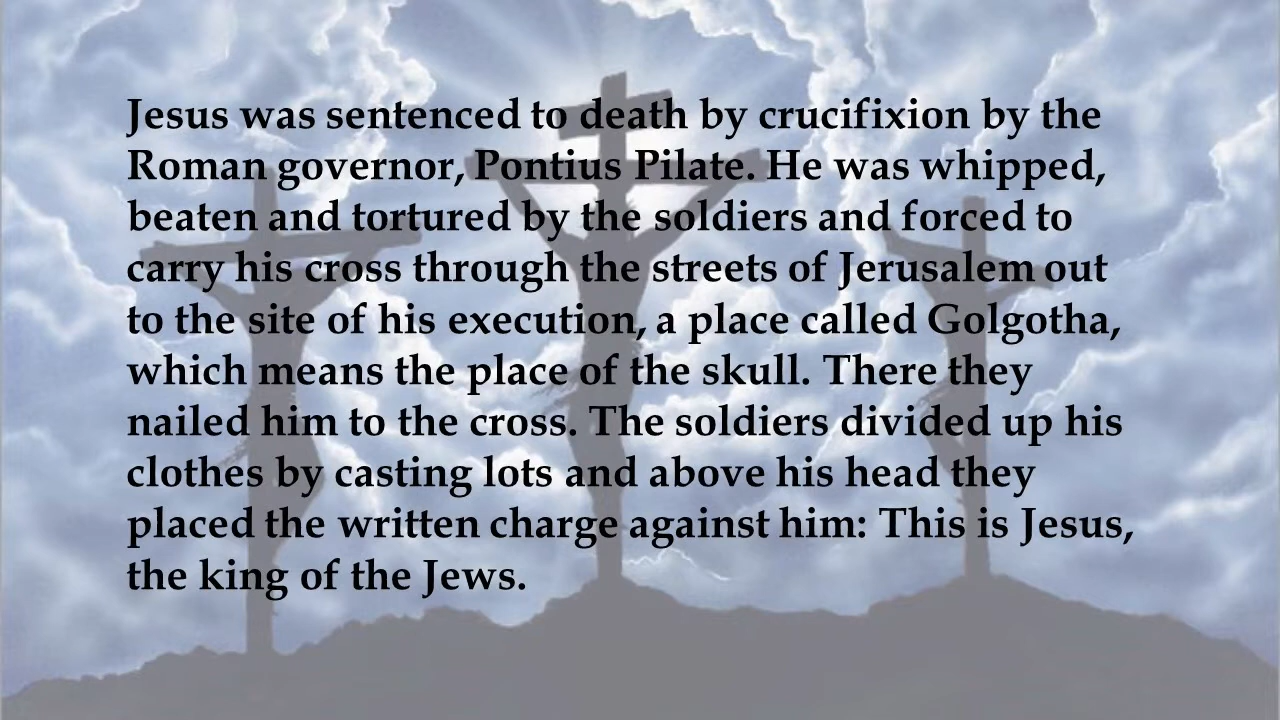 Jesus was sentenced to death by crucifixion by the
Roman governor, Pontius Pilate. He was whipped,
beaten and tortured by the soldiers and forced to
carry his cross through the streets of Jerusalem out
to the site of his execution, a place called Golgotha,
which means the place of the skull. There they
nailed him to the cross. The soldiers divided up his
clothes by casting lots and above his head they
placed the written charge against him: This is Jesus,
the king of the Jews.